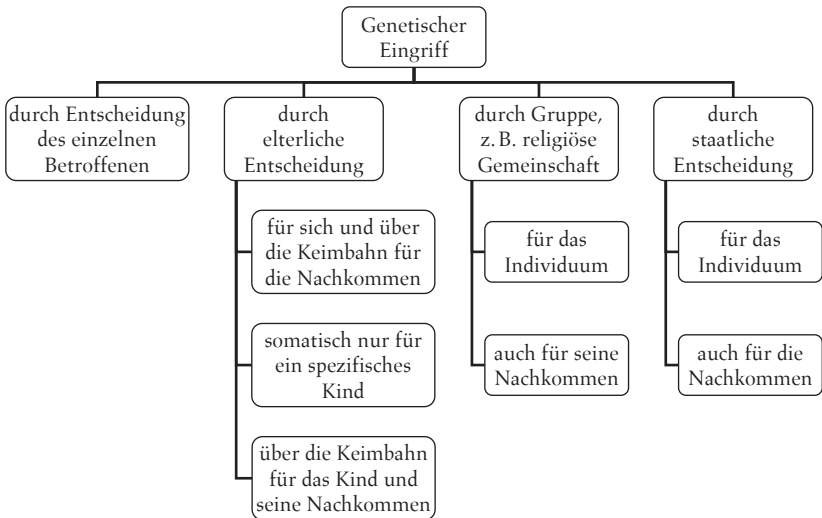 Genetischer
Eingriff
durch Entscheidung
des einzelnen
Betroffenen
durch
elterliche
Entscheidung
für sich und über
die Keimbahn für
die Nachkommen
somatisch nur für
ein spezifisches
Kind
über die Keimbahn
für das Kind und
seine Nachkommen
durch Gruppe,
z. B. religiöse
Gemeinschaft
für das
Individuum
auch für seine
Nachkommen
durch
staatliche
Entscheidung
für das
Individuum
auch für die
Nachkommen